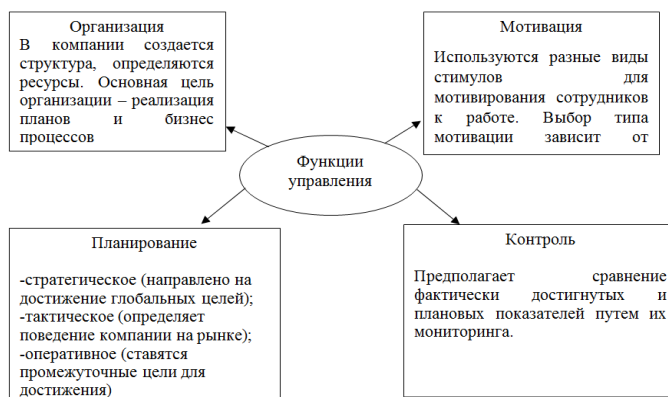 Организация
В компании создается
структура, определяются
ресурсы. Основная цель
организации – реализация
планов и бизнес
процессов
Мотивация
Используются разные виды
стимулов для
мотивирования сотрудников
к работе. Выбор типа
мотивации зависит от
Функции
управления
Планирование
-стратегическое (направлено на
достижение глобальных целей);
-тактическое (определяет
поведение компании на рынке);
-оперативное (ставятся
промежуточные цели для
достижения)
Контроль
Предполагает сравнение
фактически достигнутых и
плановых показателей путем их
мониторинга.